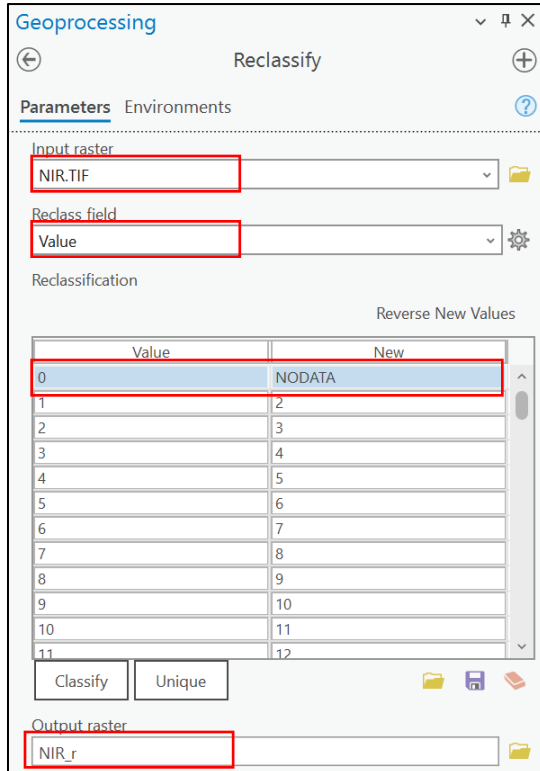 Geoprocessing
Reclassify
Parameters Environments
Input raster
NIR.TIF
Reclass field
Value
Reclassification
Reverse New Values
Value New
0 NODATA
1 2
2 3
3 4
4 5
5 6
6 7
7 8
8 9
9 10
10 11
11 12
Classify Unique
Output raster
NIR_r